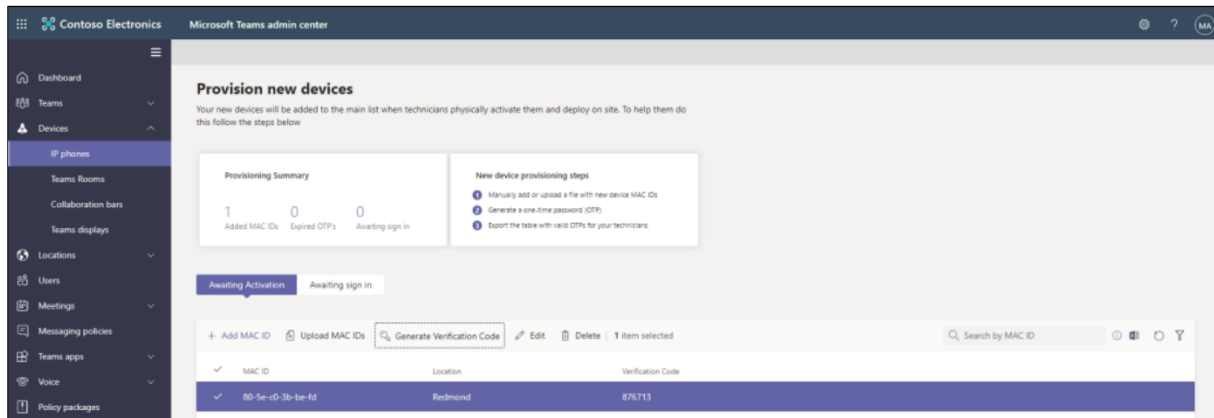 Contoso Electronics
Microsoft Teams admin center
?
MA
Dashboard
Teams
Devices
IP phones
Teams Rooms
Collaboration bars
Teams displays
Locations
Users
Meetings
Messaging policies
Teams apps
Voice
Policy packages
Provision new devices
Your new devices will be added to the main list when technicians physically activate them and deploy on site. To help them do
this follow the steps below
Provisioning Summary
1 0 0
Added MAC IDs Expired OTP's Awaiting sign in
New device provisioning steps
1 Manually add or upload a file with new device MAC IDs
2 Generate a one-time password (OTP)
3 Export the table with valid OTPs for your technicians
Awaiting Activation Awaiting sign in
+ Add MAC ID Upload MAC IDs Generate Verification Code Edit Delete 1 item selected Search by MAC ID
MAC ID Location Verification Code
80-5e-c0-3b-be-fd Redmond 876713